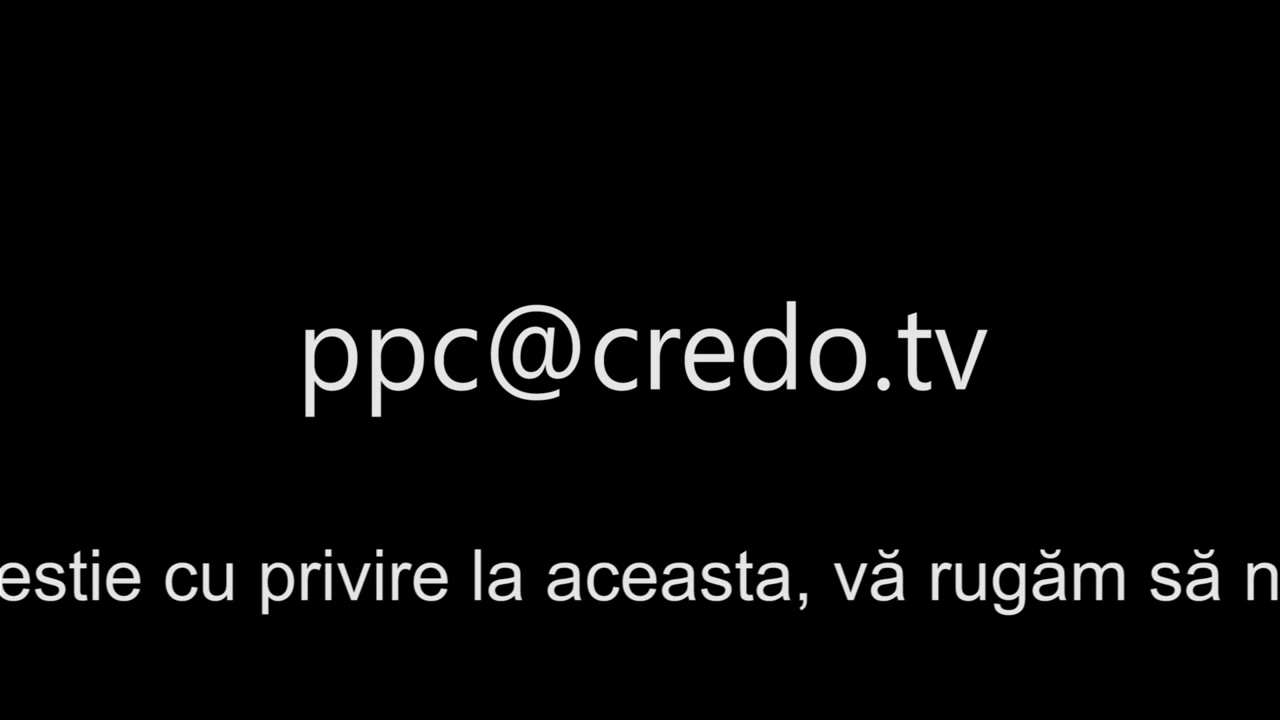 ppc@credo.tv
estie cu privire la aceasta, vă rugăm să n